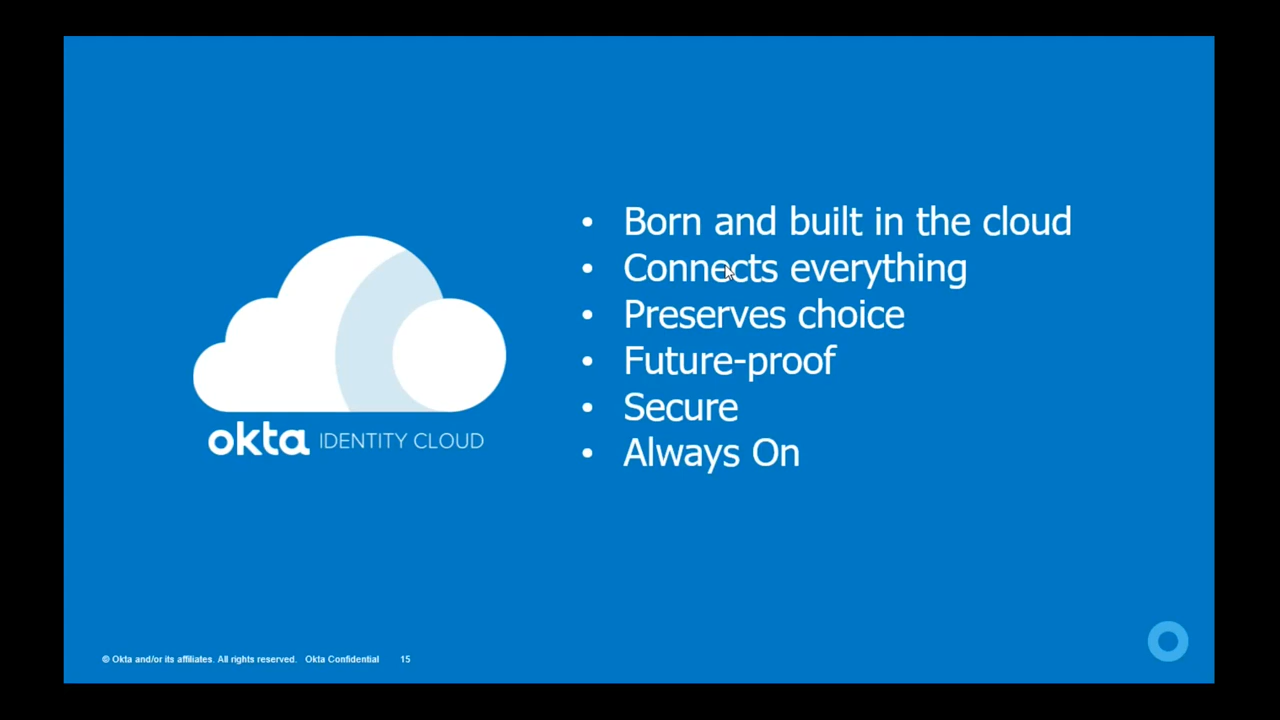 • Born and built in the cloud
• Connects everything
• Preserves choice
• Future-proof
• Secure
• Always On
okta IDENTITY CLOUD
© Okta and/or its affiliates. All rights reserved. Okta Confidential 15